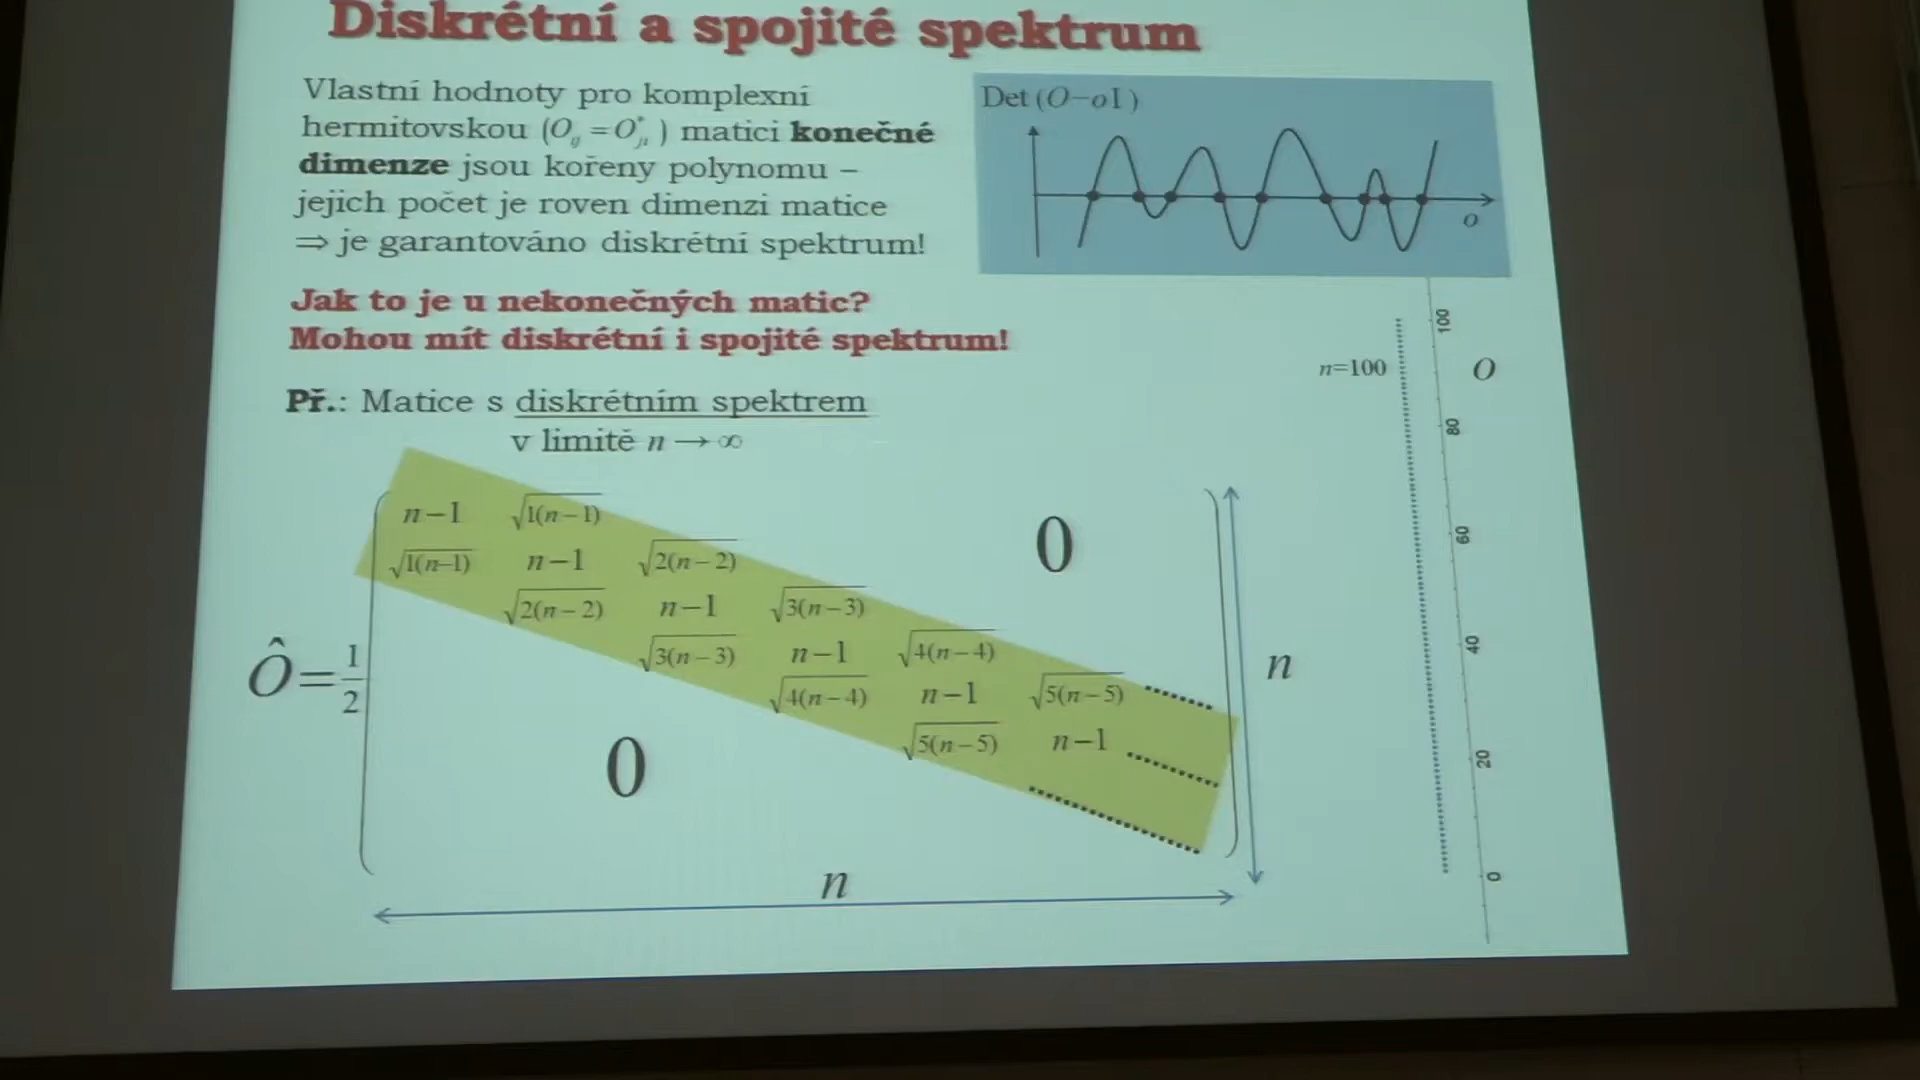 Diskrétní a spojité spektrum
Vlastní hodnoty pro komplexní
hermitovskou (O_ij = O*_ji) matici konečné
dimenze jsou kořeny polynomu –
jejich počet je roven dimenzi matice
⇒ je garantováno diskrétní spektrum!
Det (O-oI)
o
Jak to je u nekonečných matic?
Mohou mít diskrétní i spojité spektrum!
Př.: Matice s diskrétním spektrem
v limitě n → ∞
n−1 √1(n−1)
√1(n−1) n−1 √2(n−2)
√2(n−2) n−1 √3(n−3)
√3(n−3) n−1 √4(n−4)
√4(n−4) n−1 √5(n−5)
√5(n−5) n−1
0
0
Ô = 1/2
n
n
n=100
O
100
80
60
40
20
0